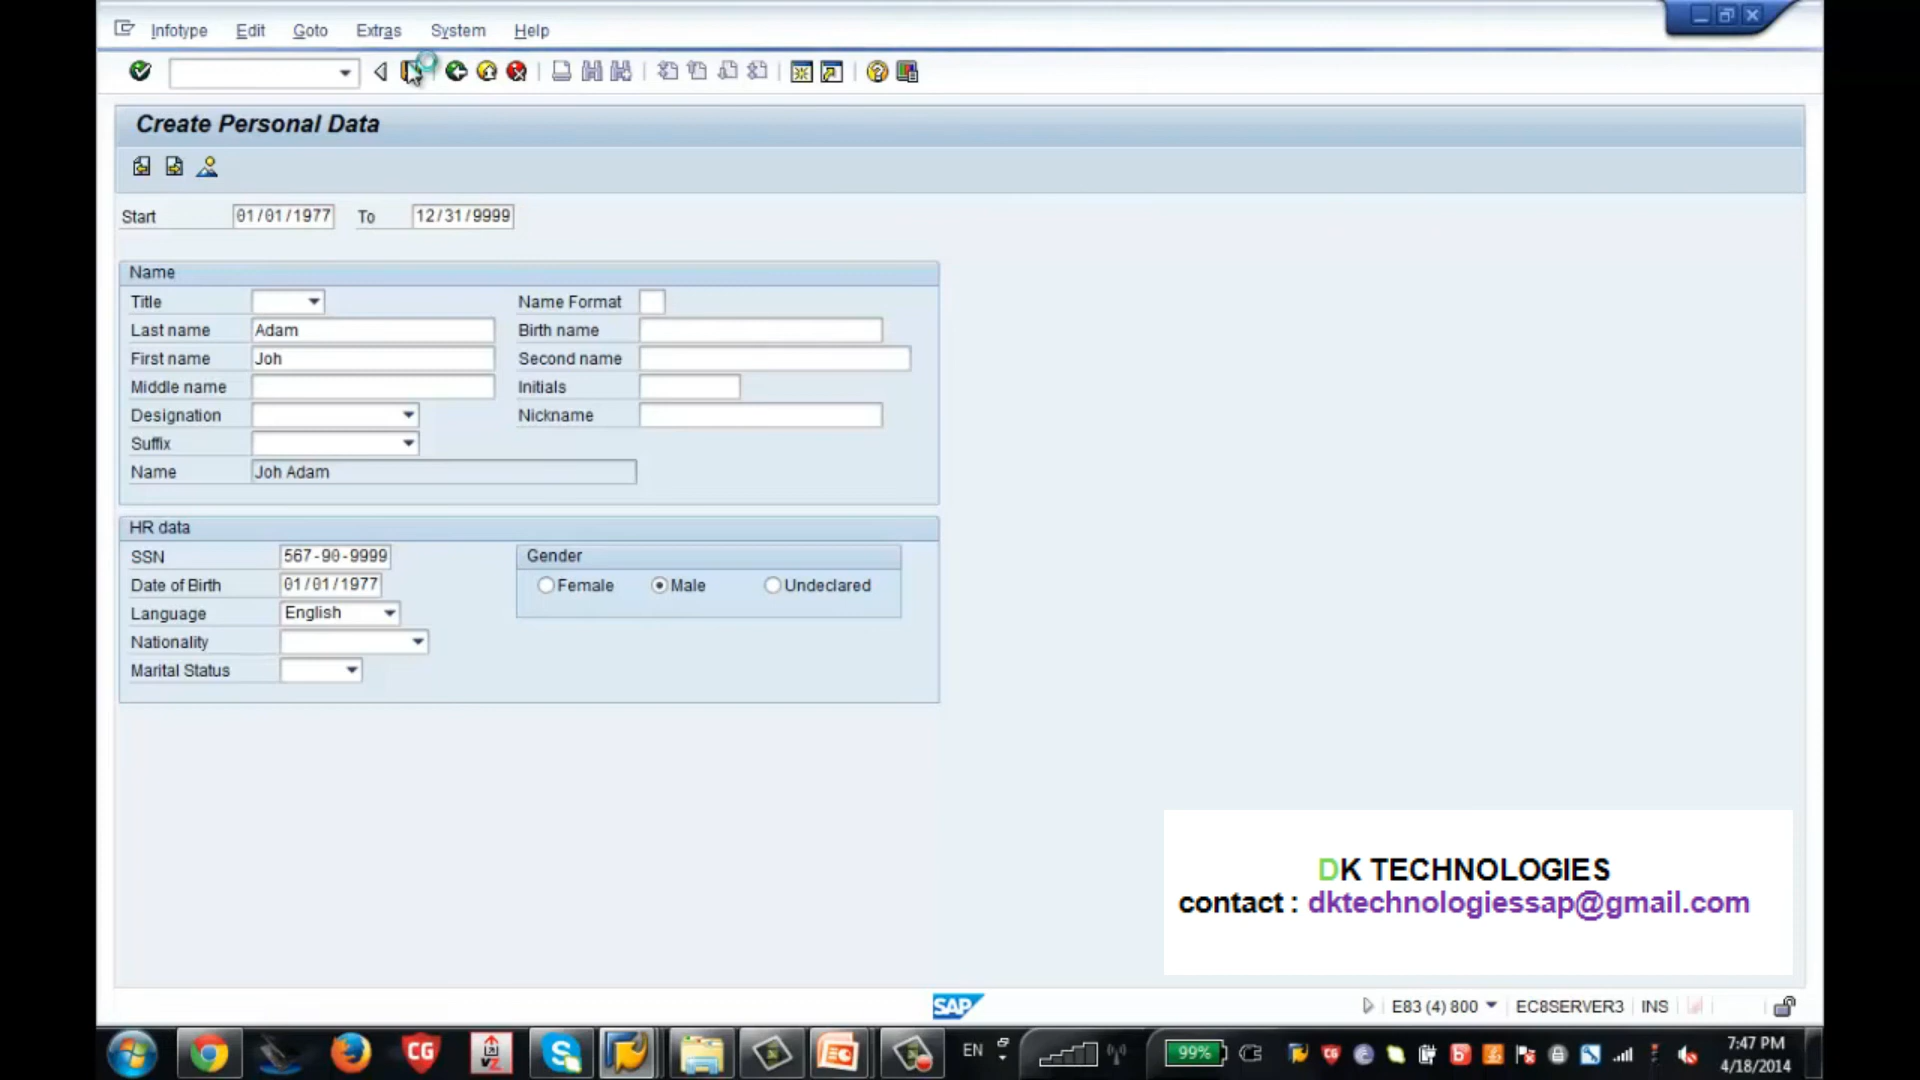 Infotype Edit Goto Extras System Help
Create Personal Data
Start 01/01/1977 To 12/31/9999
Name
Title Name Format
Last name Adam Birth name
First name Joh Second name
Middle name Initials
Designation Nickname
Suffix
Name Joh Adam
HR data
SSN 567-90-9999 Gender
Date of Birth 01/01/1977 Female Male Undeclared
Language English
Nationality
Marital Status
DK TECHNOLOGIES
contact : dktechnologiessap@gmail.com
SAP E83 (4) 800 EC8SERVER3 INS
CG EN 99% CG 7:47 PM
4/18/2014